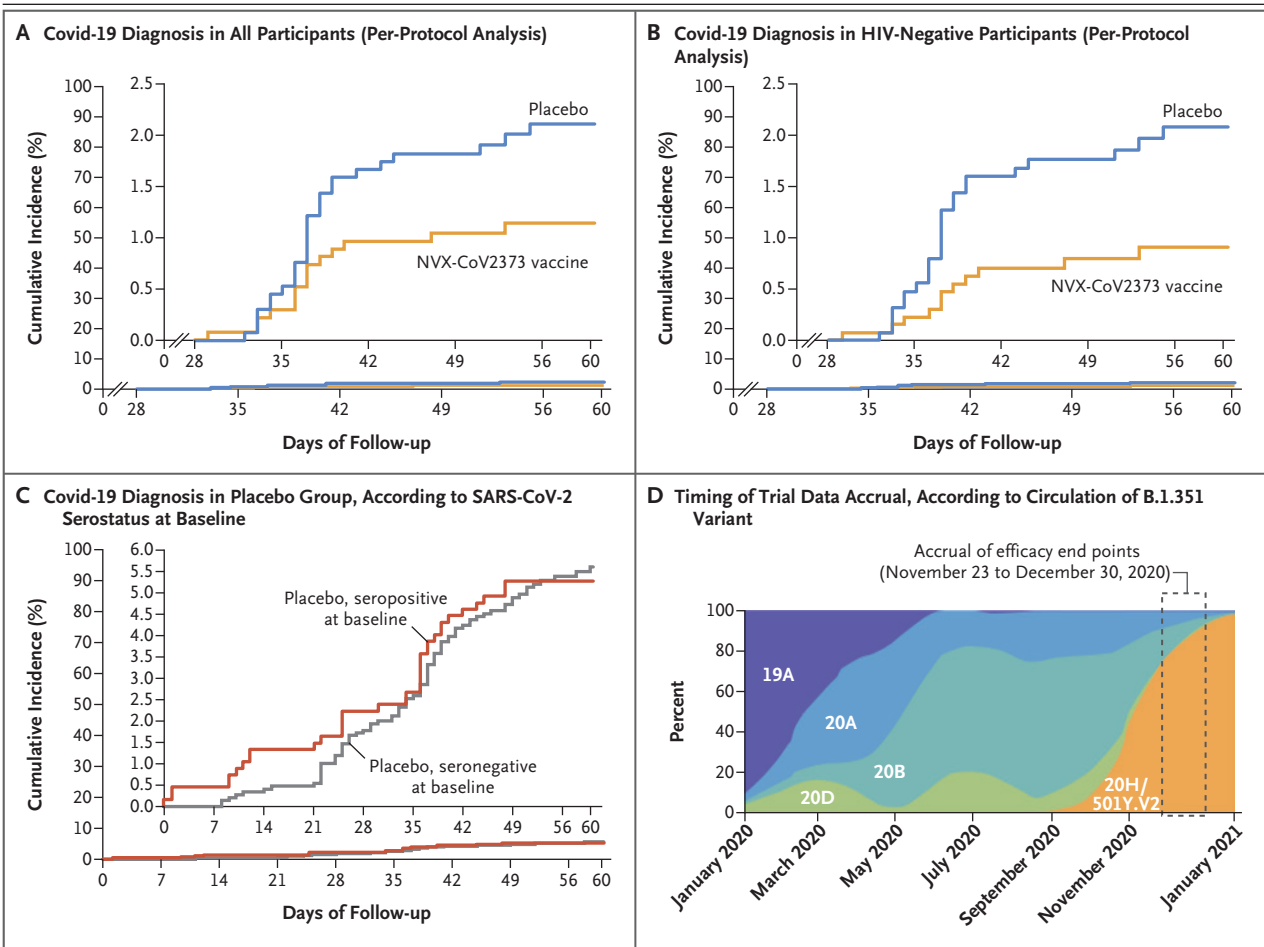 A Covid-19 Diagnosis in All Participants (Per-Protocol Analysis)
Cumulative Incidence (%)
100
90
80
70
60
50
40
30
20
10
0
2.5
2.0
1.5
1.0
0.5
0.0
Placebo
NVX-CoV2373 vaccine
0 28 35 42 49 56 60
0 28 35 42 49 56 60
Days of Follow-up
B Covid-19 Diagnosis in HIV-Negative Participants (Per-Protocol
Analysis)
Cumulative Incidence (%)
100
90
80
70
60
50
40
30
20
10
0
2.5
2.0
1.5
1.0
0.5
0.0
Placebo
NVX-CoV2373 vaccine
0 28 35 42 49 56 60
0 28 35 42 49 56 60
Days of Follow-up
C Covid-19 Diagnosis in Placebo Group, According to SARS-CoV-2
Serostatus at Baseline
Cumulative Incidence (%)
100
90
80
70
60
50
40
30
20
10
0
6.0
5.5
5.0
4.5
4.0
3.5
3.0
2.5
2.0
1.5
1.0
0.5
0.0
Placebo, seropositive
at baseline
Placebo, seronegative
at baseline
0 7 14 21 28 35 42 49 56 60
0 7 14 21 28 35 42 49 56 60
Days of Follow-up
D Timing of Trial Data Accrual, According to Circulation of B.1.351
Variant
Accrual of efficacy end points
(November 23 to December 30, 2020)
Percent
100
80
60
40
20
0
19A
20A
20B
20D
20H/
501Y.V2
January 2020
March 2020
May 2020
July 2020
September 2020
November 2020
January 2021